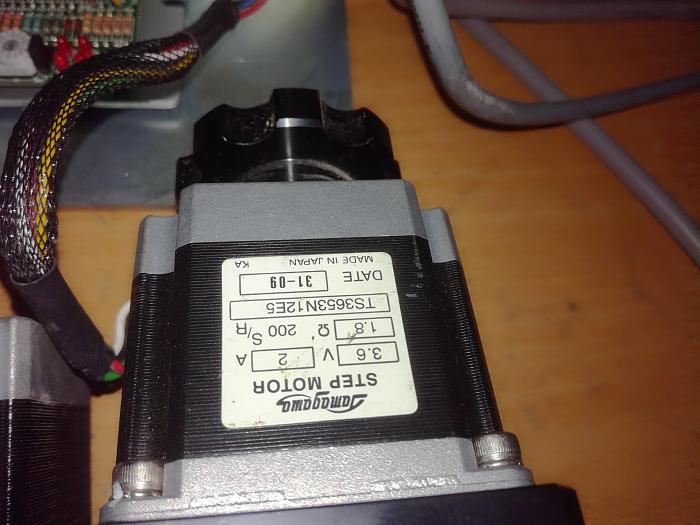 Tamagawa
STEP MOTOR
3.6 V 2 A
1.8 Ω 200 S/R
TS3653N12E5
DATE 31-09
MADE IN JAPAN KA